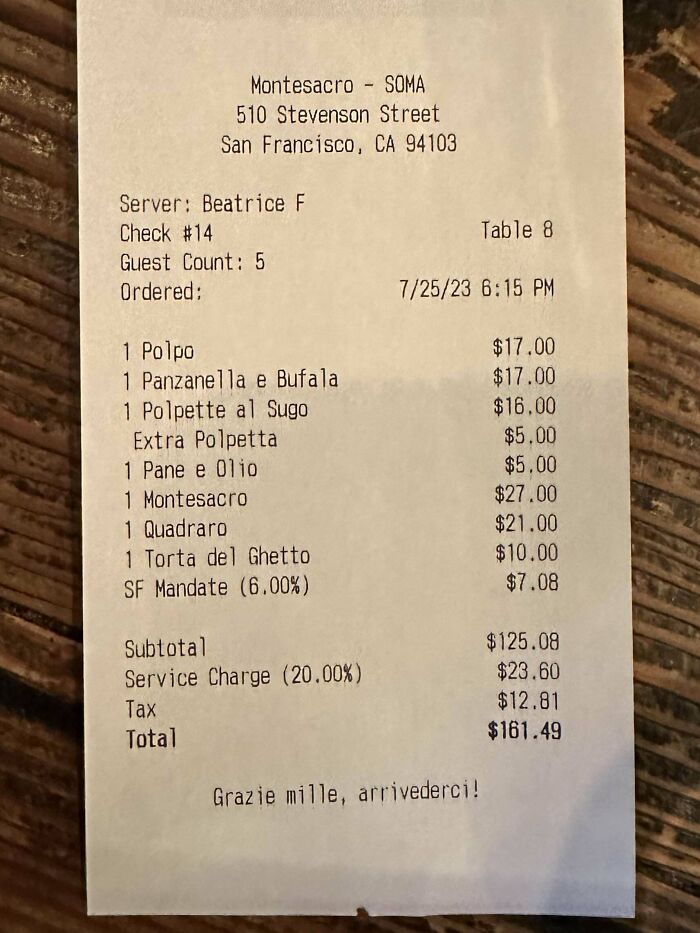 Montesacro - SOMA
510 Stevenson Street
San Francisco, CA 94103
Server: Beatrice F
Check #14 Table 8
Guest Count: 5
Ordered: 7/25/23 6:15 PM
1 Polpo $17.00
1 Panzanella e Bufala $17.00
1 Polpette al Sugo $16.00
Extra Polpetta $5.00
1 Pane e Olio $5.00
1 Montesacro $27.00
1 Quadraro $21.00
1 Torta del Ghetto $10.00
SF Mandate (6.00%) $7.08
Subtotal $125.08
Service Charge (20.00%) $23.60
Tax $12.81
Total $161.49
Grazie mille, arrivederci!